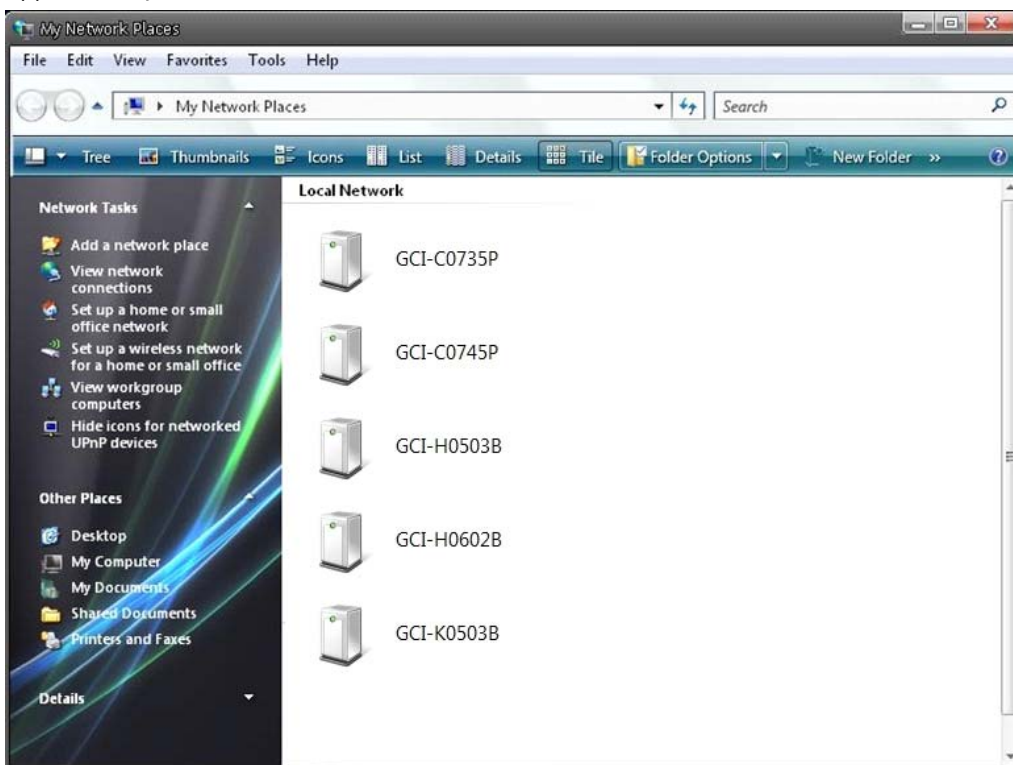 My Network Places
File Edit View Favorites Tools Help
My Network Places Search
Tree Thumbnails Icons List Details Tile Folder Options New Folder »
Network Tasks
Add a network place
View network
connections
Set up a home or small
office network
Set up a wireless network
for a home or small office
View workgroup
computers
Hide icons for networked
UPnP devices
Other Places
Desktop
My Computer
My Documents
Shared Documents
Printers and Faxes
Details
Local Network
GCI-C0735P
GCI-C0745P
GCI-H0503B
GCI-H0602B
GCI-K0503B